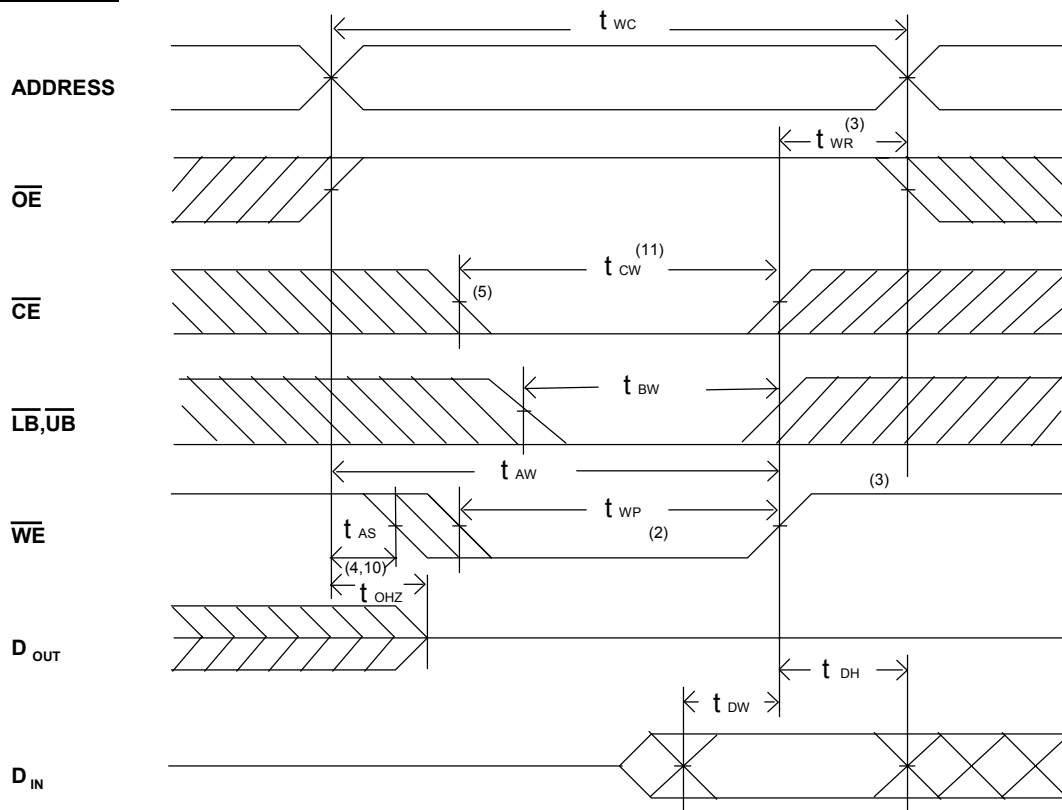 t WC
ADDRESS
t WR (3)
OE
t CW (11)
CE
(5)
t BW
LB,UB
t AW
(3)
t WP
WE
t AS
(2)
(4,10)
t OHZ
D OUT
t DH
t DW
D IN